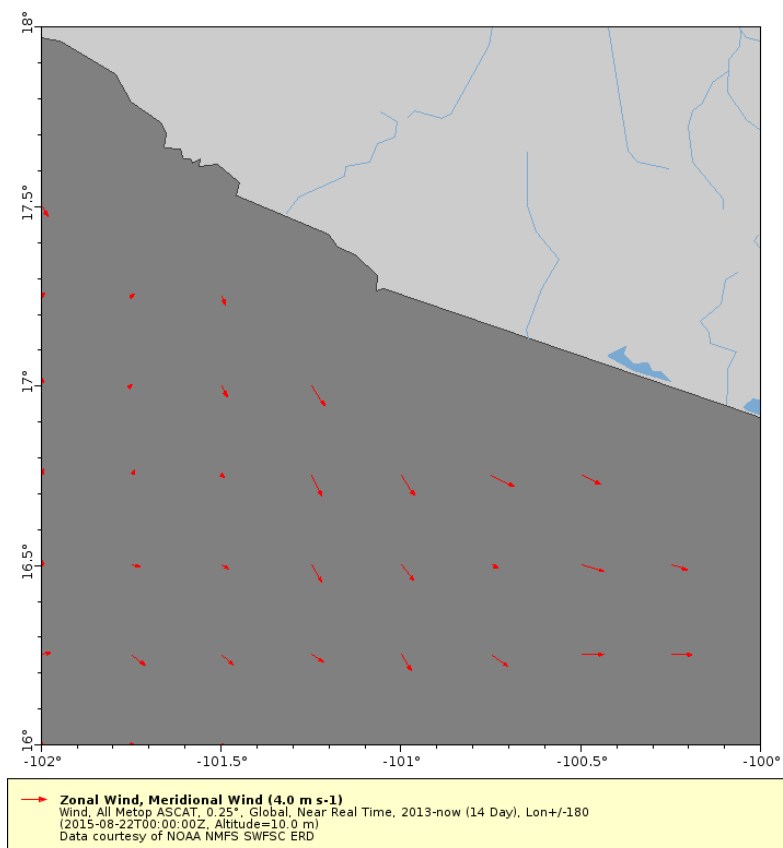 18°
17.5°
17°
16.5°
16°
-102°
-101.5°
-101°
-100.5°
-100°
Zonal Wind, Meridional Wind (4.0 m s-1)
Wind, All Metop ASCAT, 0.25°, Global, Near Real Time, 2013-now (14 Day), Lon+/-180
(2015-08-22T00:00:00Z, Altitude=10.0 m)
Data courtesy of NOAA NMFS SWFSC ERD